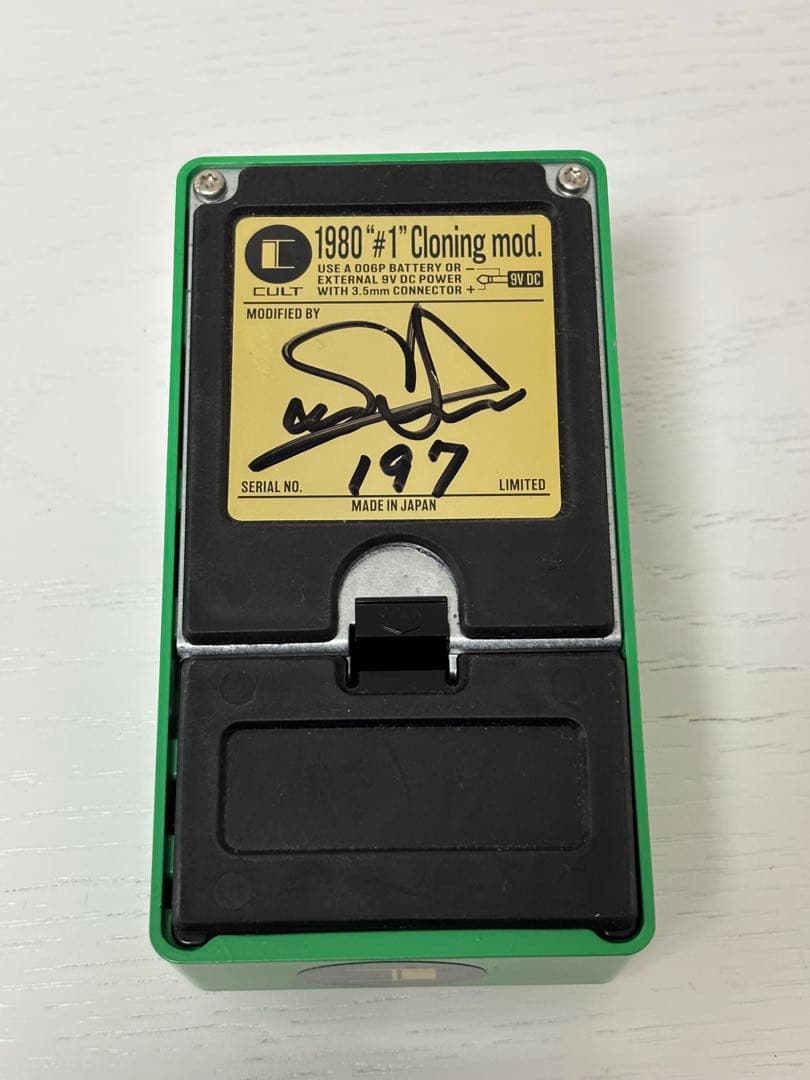 1980 "#1" Cloning mod.
CULT
USE A 006P BATTERY OR
EXTERNAL 9V DC POWER
WITH 3.5mm CONNECTOR
− + 9V DC
MODIFIED BY
197
SERIAL NO. LIMITED
MADE IN JAPAN